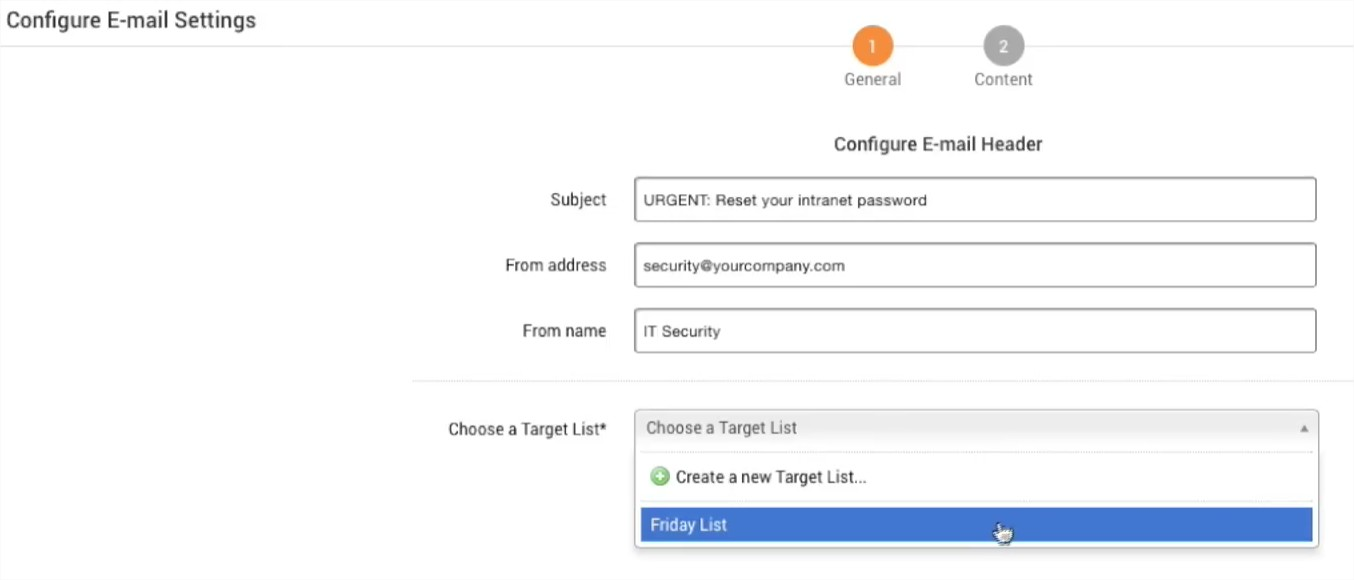 Configure E-mail Settings
1
2
General
Content
Configure E-mail Header
Subject
URGENT: Reset your intranet password
From address
security@yourcompany.com
From name
IT Security
Choose a Target List*
Choose a Target List
Create a new Target List...
Friday List